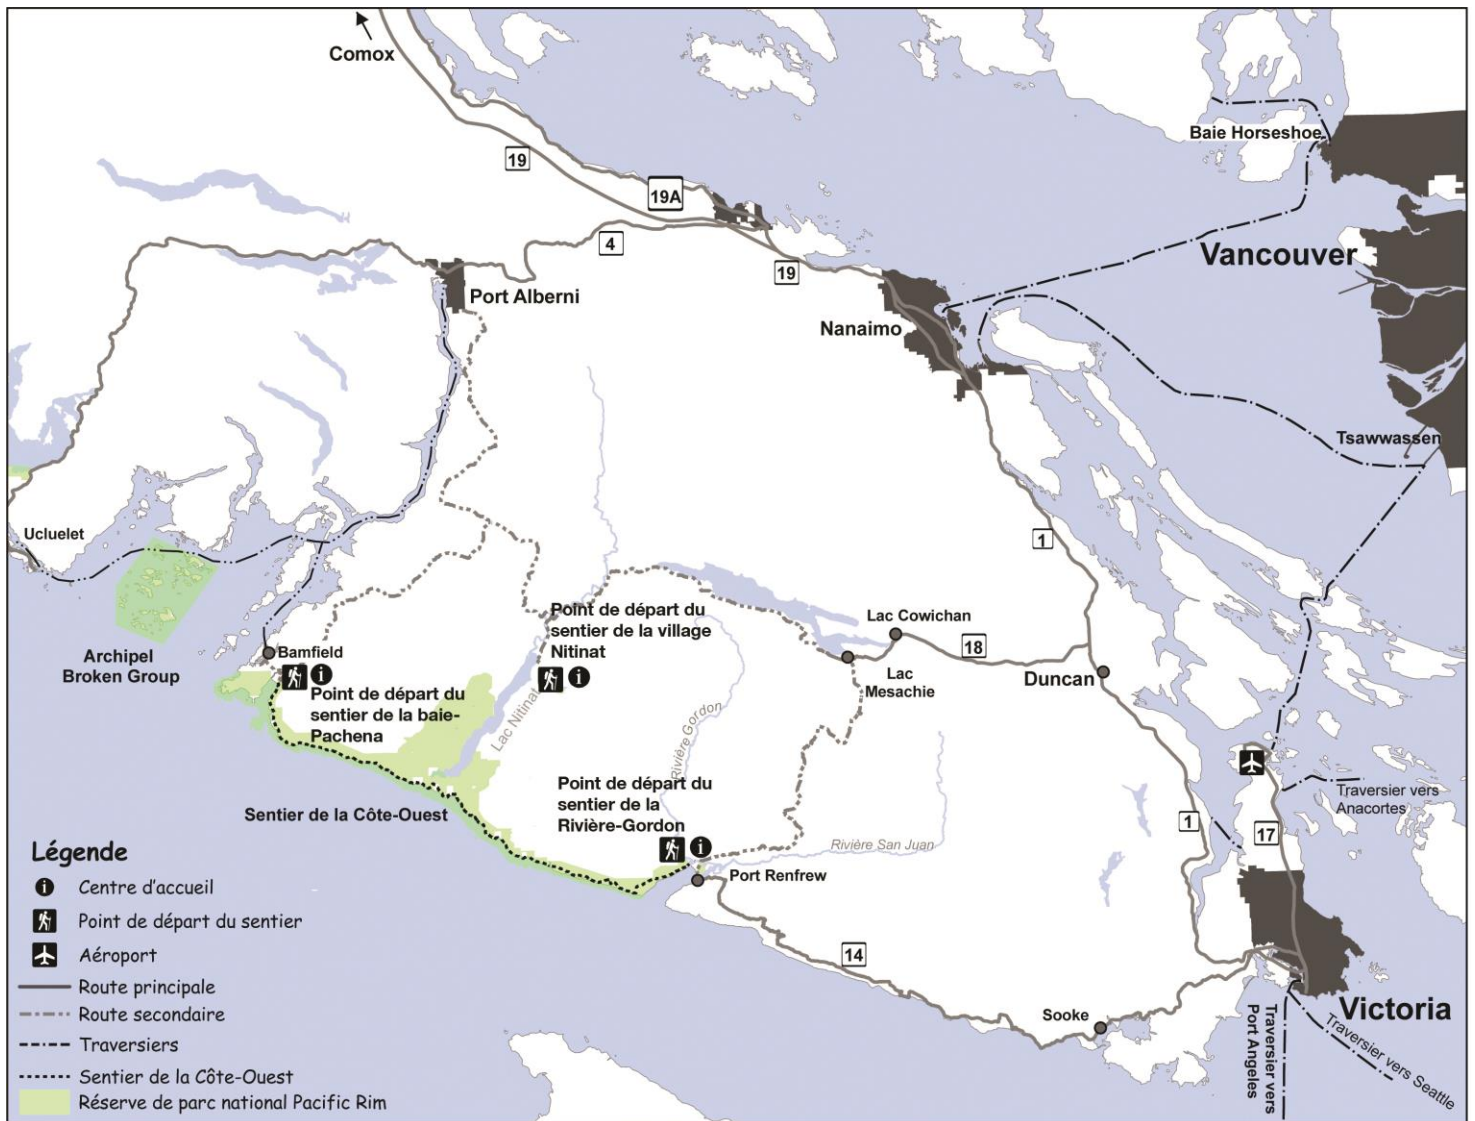 Comox
19
19A
4
19
Baie Horseshoe
Vancouver
Port Alberni
Nanaimo
Tsawwassen
Ucluelet
1
Archipel
Broken Group
Bamfield
Point de départ du
sentier de la baie-
Pachena
Point de départ du
sentier de la village
Nitinat
Lac Nitinat
Lac Cowichan
18
Lac
Mesachie
Duncan
Rivière Gordon
Sentier de la Côte-Ouest
Point de départ du
sentier de la
Rivière-Gordon
Rivière San Juan
Port Renfrew
14
Sooke
1
17
Traversier vers
Anacortes
Victoria
Traversier vers
Port Angeles
Traversier vers Seattle
Légende
i Centre d'accueil
Point de départ du sentier
Aéroport
Route principale
Route secondaire
Traversiers
Sentier de la Côte-Ouest
Réserve de parc national Pacific Rim